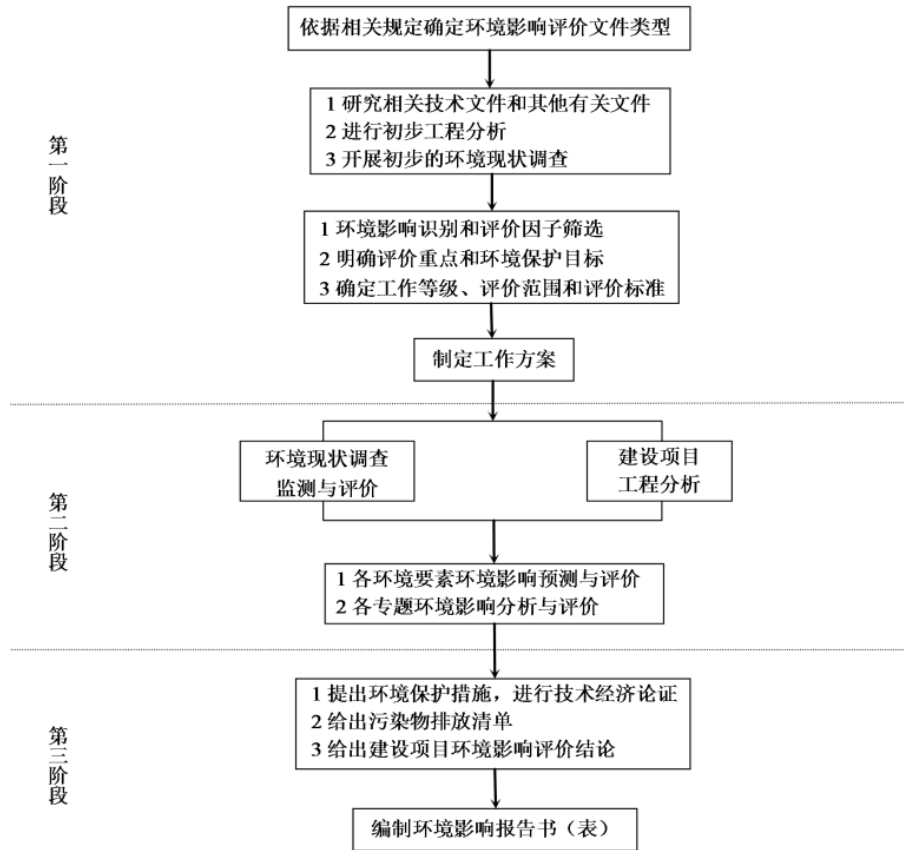 依据相关规定确定环境影响评价文件类型
第一阶段
1 研究相关技术文件和其他有关文件
2 进行初步工程分析
3 开展初步的环境现状调查
1 环境影响识别和评价因子筛选
2 明确评价重点和环境保护目标
3 确定工作等级、评价范围和评价标准
制定工作方案
第二阶段
环境现状调查
监测与评价
建设项目
工程分析
1 各环境要素环境影响预测与评价
2 各专题环境影响分析与评价
第三阶段
1 提出环境保护措施，进行技术经济论证
2 给出污染物排放清单
3 给出建设项目环境影响评价结论
编制环境影响报告书（表）